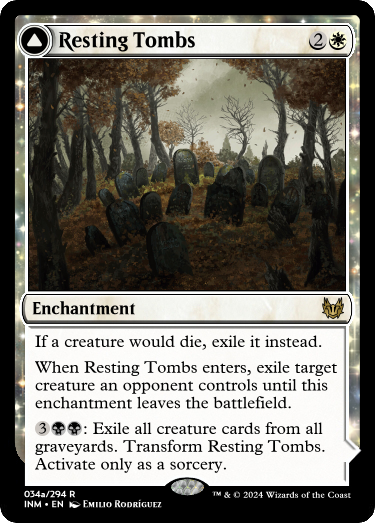 Resting Tombs 2
Enchantment
If a creature would die, exile it instead.
When Resting Tombs enters, exile target
creature an opponent controls until this
enchantment leaves the battlefield.
3: Exile all creature cards from all
graveyards. Transform Resting Tombs.
Activate only as a sorcery.
034a/294 R
INM • EN Emilio Rodríguez
™ & © 2024 Wizards of the Coast